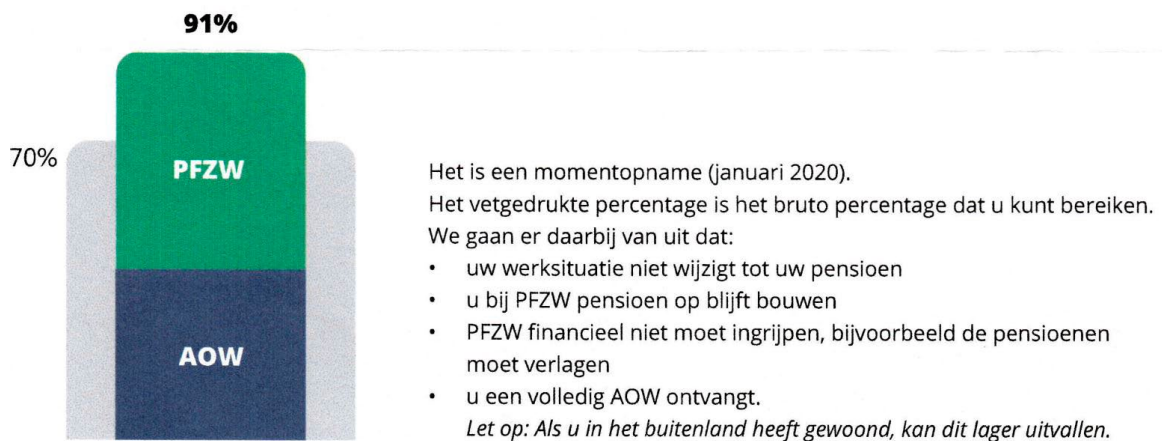 91%
70%
PFZW
AOW
Het is een momentopname (januari 2020).
Het vetgedrukte percentage is het bruto percentage dat u kunt bereiken.
We gaan er daarbij van uit dat:
• uw werksituatie niet wijzigt tot uw pensioen
• u bij PFZW pensioen op blijft bouwen
• PFZW financieel niet moet ingrijpen, bijvoorbeeld de pensioenen
moet verlagen
• u een volledig AOW ontvangt.
Let op: Als u in het buitenland heeft gewoond, kan dit lager uitvallen.